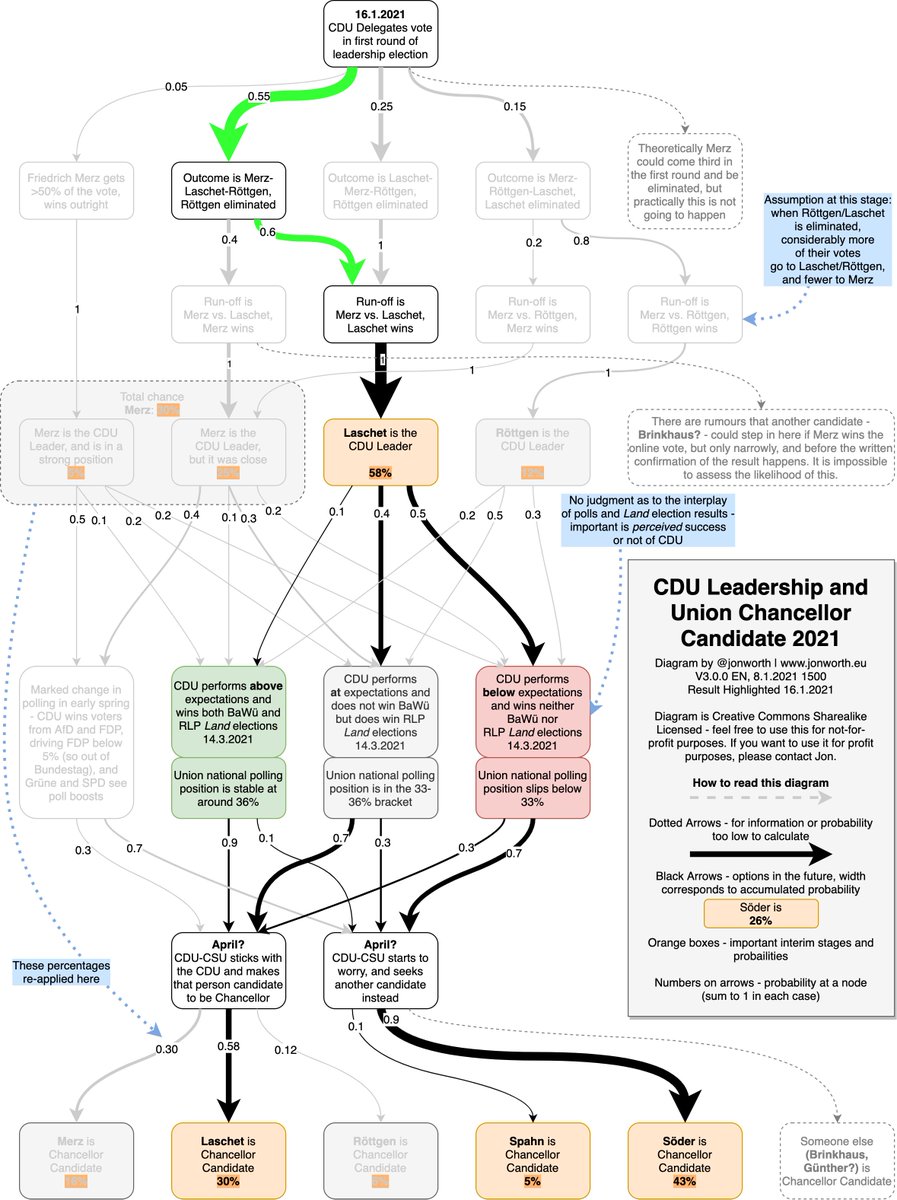 16.1.2021
CDU Delegates vote
in first round of
leadership election
0.05
0.55
0.25
0.15
Friedrich Merz gets
>50% of the vote,
wins outright
Outcome is Merz-
Laschet-Röttgen,
Röttgen eliminated
Outcome is Laschet-
Merz-Röttgen,
Röttgen eliminated
Outcome is Merz-
Röttgen-Laschet,
Laschet eliminated
Theoretically Merz
could come third in
the first round and be
eliminated, but
practically this is not
going to happen
Assumption at this stage:
when Röttgen/Laschet
is eliminated,
considerably more
of their votes
go to Laschet/Röttgen,
and fewer to Merz
0.4
0.6
1
0.2
0.8
1
Run-off is
Merz vs. Laschet,
Merz wins
Run-off is
Merz vs. Laschet,
Laschet wins
Run-off is
Merz vs. Röttgen,
Merz wins
Run-off is
Merz vs. Röttgen,
Röttgen wins
1
1
1
1
Total chance
Merz:
Merz is the CDU
Leader, and is in a
strong position
Merz is the CDU
Leader,
but it was close
Laschet is the
CDU Leader
58%
Röttgen is the
CDU Leader
12%
There are rumours that another candidate -
Brinkhaus? - could step in here if Merz wins the
online vote, but only narrowly, and before the written
confirmation of the result happens. It is impossible
to assess the likelihood of this.
No judgment as to the interplay
of polls and Land election results -
important is perceived success
or not of CDU
0.5
0.1
0.2
0.2
0.4
0.1
0.3
0.2
0.1
0.4
0.5
0.2
0.5
0.3
Marked change in
polling in early spring
- CDU wins voters
from AfD and FDP,
driving FDP below
5% (so out of
Bundestag), and
Grüne and SPD see
poll boosts
CDU performs above
expectations and
wins both BaWü and
RLP Land elections
14.3.2021
Union national polling
position is stable at
around 36%
CDU performs
at expectations and
does not win BaWü
but does win RLP
Land elections
14.3.2021
Union national polling
position is in the 33-
36% bracket
CDU performs
below expectations
and wins neither
BaWü nor
RLP Land elections
14.3.2021
Union national polling
position slips below
33%
0.3
0.7
0.9
0.1
0.7
0.3
0.3
0.7
April?
CDU-CSU sticks with
the CDU and makes
that person candidate
to be Chancellor
April?
CDU-CSU starts to
worry, and seeks
another candidate
instead
These percentages
re-applied here
0.30
0.58
0.12
0.1
0.9
Merz is
Chancellor
Candidate
Laschet is
Chancellor
Candidate
30%
Röttgen is
Chancellor
Candidate
Spahn is
Chancellor
Candidate
5%
Söder is
Chancellor
Candidate
43%
Someone else
(Brinkhaus,
Günther?) is
Chancellor Candidate
CDU Leadership and
Union Chancellor
Candidate 2021
Diagram by @jonworth | www.jonworth.eu
V3.0.0 EN, 8.1.2021 1500
Result Highlighted 16.1.2021
Diagram is Creative Commons Sharealike
Licensed - feel free to use this for not-for-
profit purposes. If you want to use it for profit
purposes, please contact Jon.
How to read this diagram
Dotted Arrows - for information or probability
too low to calculate
Black Arrows - options in the future, width
corresponds to accumulated probability
Söder is
26%
Orange boxes - important interim stages and
probailities
Numbers on arrows - probability at a node
(sum to 1 in each case)